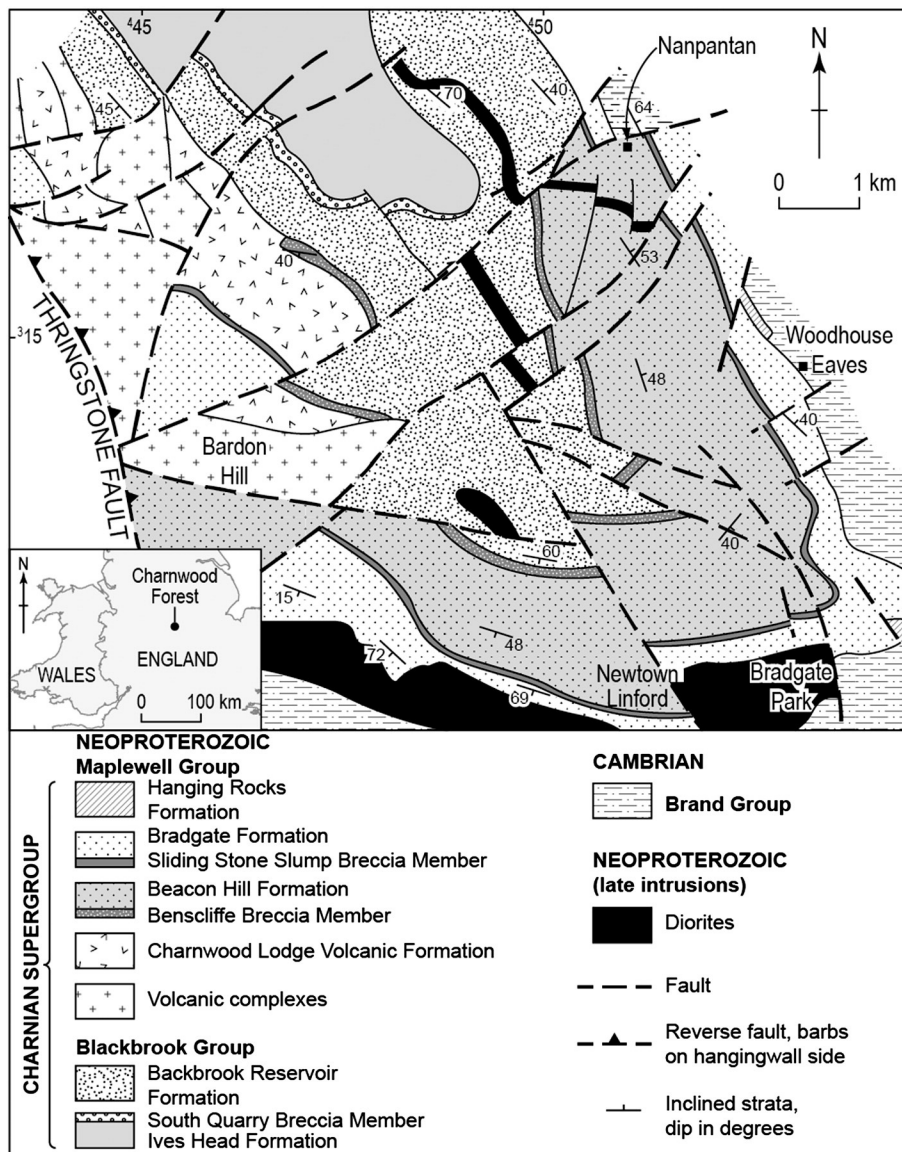 ⁴45
⁴50
Nanpantan
N
45
70
40
64
0 1 km
40
53
³15
THRINGSTONE FAULT
Woodhouse
Eaves
48
40
Bardon
Hill
60
40
N
Charnwood
Forest
WALES
ENGLAND
0 100 km
15
72
48
69
Newtown
Linford
Bradgate
Park
CHARNIAN SUPERGROUP
NEOPROTEROZOIC
Maplewell Group
Hanging Rocks
Formation
Bradgate Formation
Sliding Stone Slump Breccia Member
Beacon Hill Formation
Benscliffe Breccia Member
Charnwood Lodge Volcanic Formation
Volcanic complexes
Blackbrook Group
Backbrook Reservoir
Formation
South Quarry Breccia Member
Ives Head Formation
CAMBRIAN
Brand Group
NEOPROTEROZOIC
(late intrusions)
Diorites
Fault
Reverse fault, barbs
on hangingwall side
Inclined strata,
dip in degrees